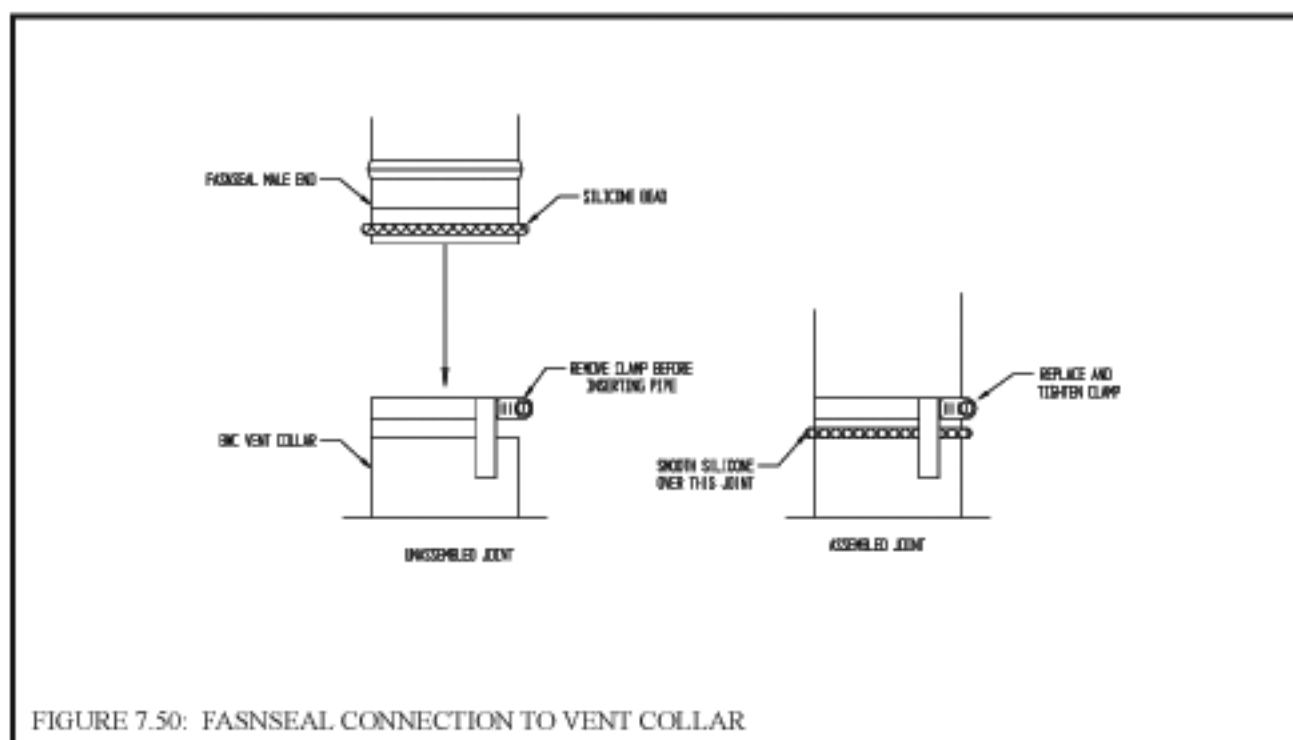 FASNSEAL MALE END
SILICONE BEAD
REMOVE CLAMP BEFORE
INSERTING PIPE
EMC VENT COLLAR
UNASSEMBLED JOINT
REPLACE AND
TIGHTEN CLAMP
SMOOTH SILICONE
OVER THIS JOINT
ASSEMBLED JOINT
FIGURE 7.50: FASNSEAL CONNECTION TO VENT COLLAR